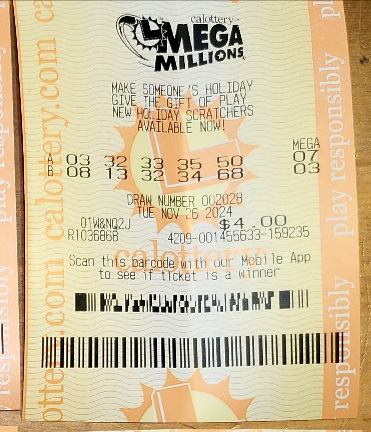 calottery
MEGA
MILLIONS
MAKE SOMEONE'S HOLIDAY
GIVE THE GIFT OF PLAY
NEW HOLIDAY SCRATCHERS
AVAILABLE NOW!
MEGA
A 03 32 33 35 50 07
B 08 13 32 34 68 03
DRAW NUMBER 002028
TUE NOV 26 2024
01W&NQ2J $4.00
R1036868 4209-001455633-159235
calottery
Scan this barcode with our Mobile App
to see if ticket is a winner
calottery.com
play responsibly